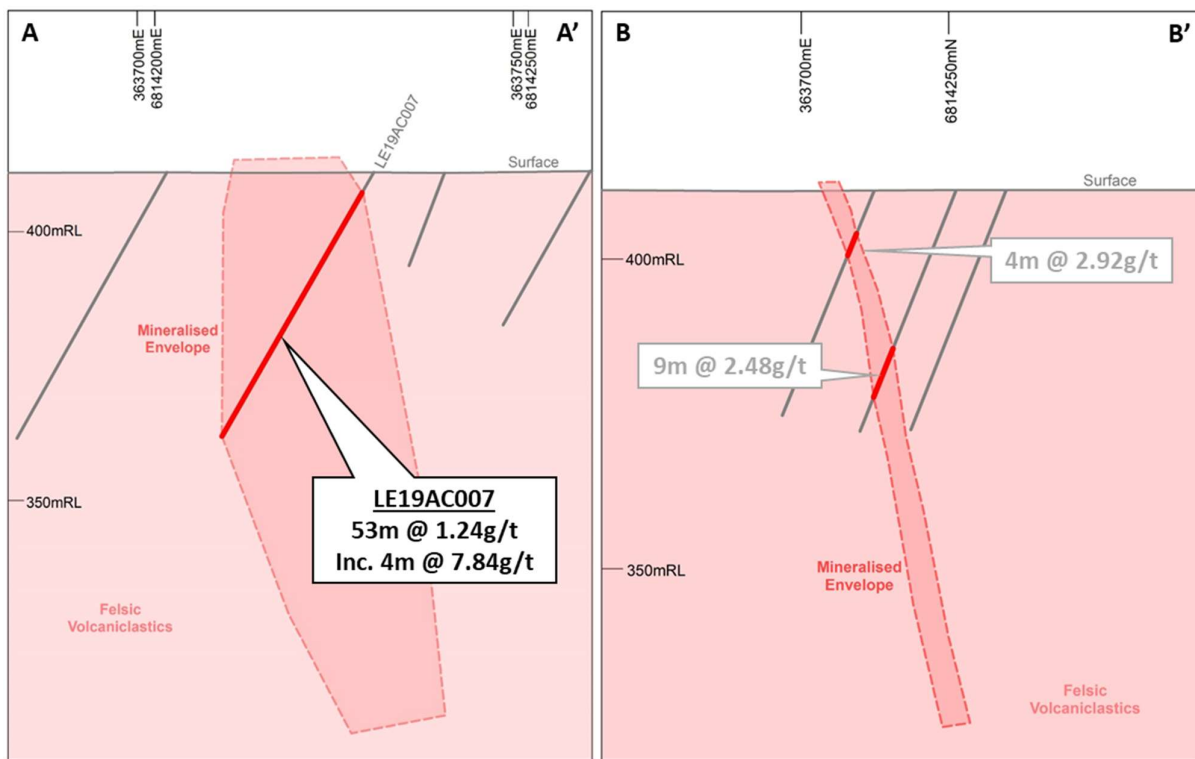 A
A'
363700mE
6814200mE
363750mE
6814250mE
LE19AC007
Surface
400mRL
Mineralised
Envelope
350mRL
LE19AC007
53m @ 1.24g/t
Inc. 4m @ 7.84g/t
Felsic
Volcaniclastics
B
B'
363700mE
6814250mN
Surface
400mRL
4m @ 2.92g/t
9m @ 2.48g/t
350mRL
Mineralised
Envelope
Felsic
Volcaniclastics